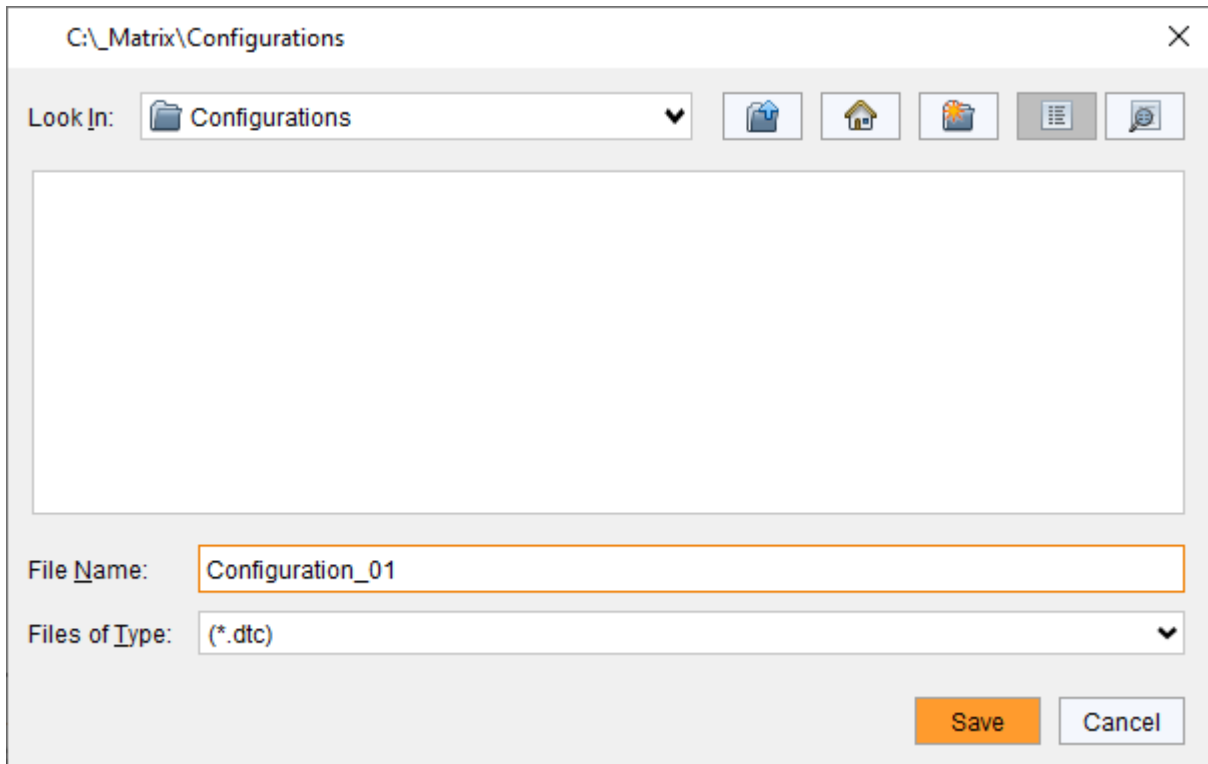 C:\_Matrix\Configurations
Look In: Configurations
File Name: Configuration_01
Files of Type: (*.dtc)
Save Cancel